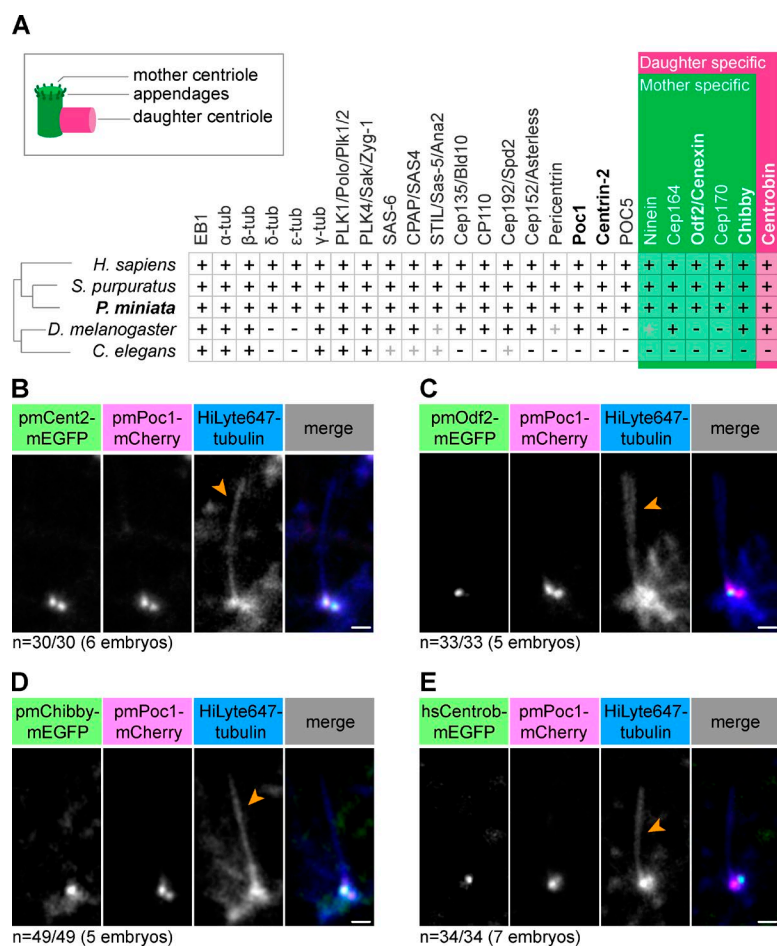 A
mother centriole
appendages
daughter centriole
Daughter specific
Mother specific
EB1
α-tub
β-tub
δ-tub
ε-tub
γ-tub
PLK1/Polo/Plk1/2
PLK4/Sak/Zyg-1
SAS-6
CPAP/SAS4
STIL/Sas-5/Ana2
Cep135/Bld10
CP110
Cep192/Spd2
Cep152/Asterless
Pericentrin
Poc1
Centrin-2
POC5
Ninein
Cep164
Odf2/Cenexin
Cep170
Chibby
Centrobin
H. sapiens + + + + + + + + + + + + + + + + + + + + + + + + +
S. purpuratus + + + + + + + + + + + + + + + + + + + + + + + + +
P. miniata + + + + + + + + + + + + + + + + + + + + + + + + +
D. melanogaster + + + - - + + + + + + + + + + + + + - + + - - + +
C. elegans + + + - - + + + + + + - - + - - - - - - - - - - -
B
pmCent2-
mEGFP
pmPoc1-
mCherry
HiLyte647-
tubulin
merge
n=30/30 (6 embryos)
C
pmOdf2-
mEGFP
pmPoc1-
mCherry
HiLyte647-
tubulin
merge
n=33/33 (5 embryos)
D
pmChibby-
mEGFP
pmPoc1-
mCherry
HiLyte647-
tubulin
merge
n=49/49 (5 embryos)
E
hsCentrob-
mEGFP
pmPoc1-
mCherry
HiLyte647-
tubulin
merge
n=34/34 (7 embryos)